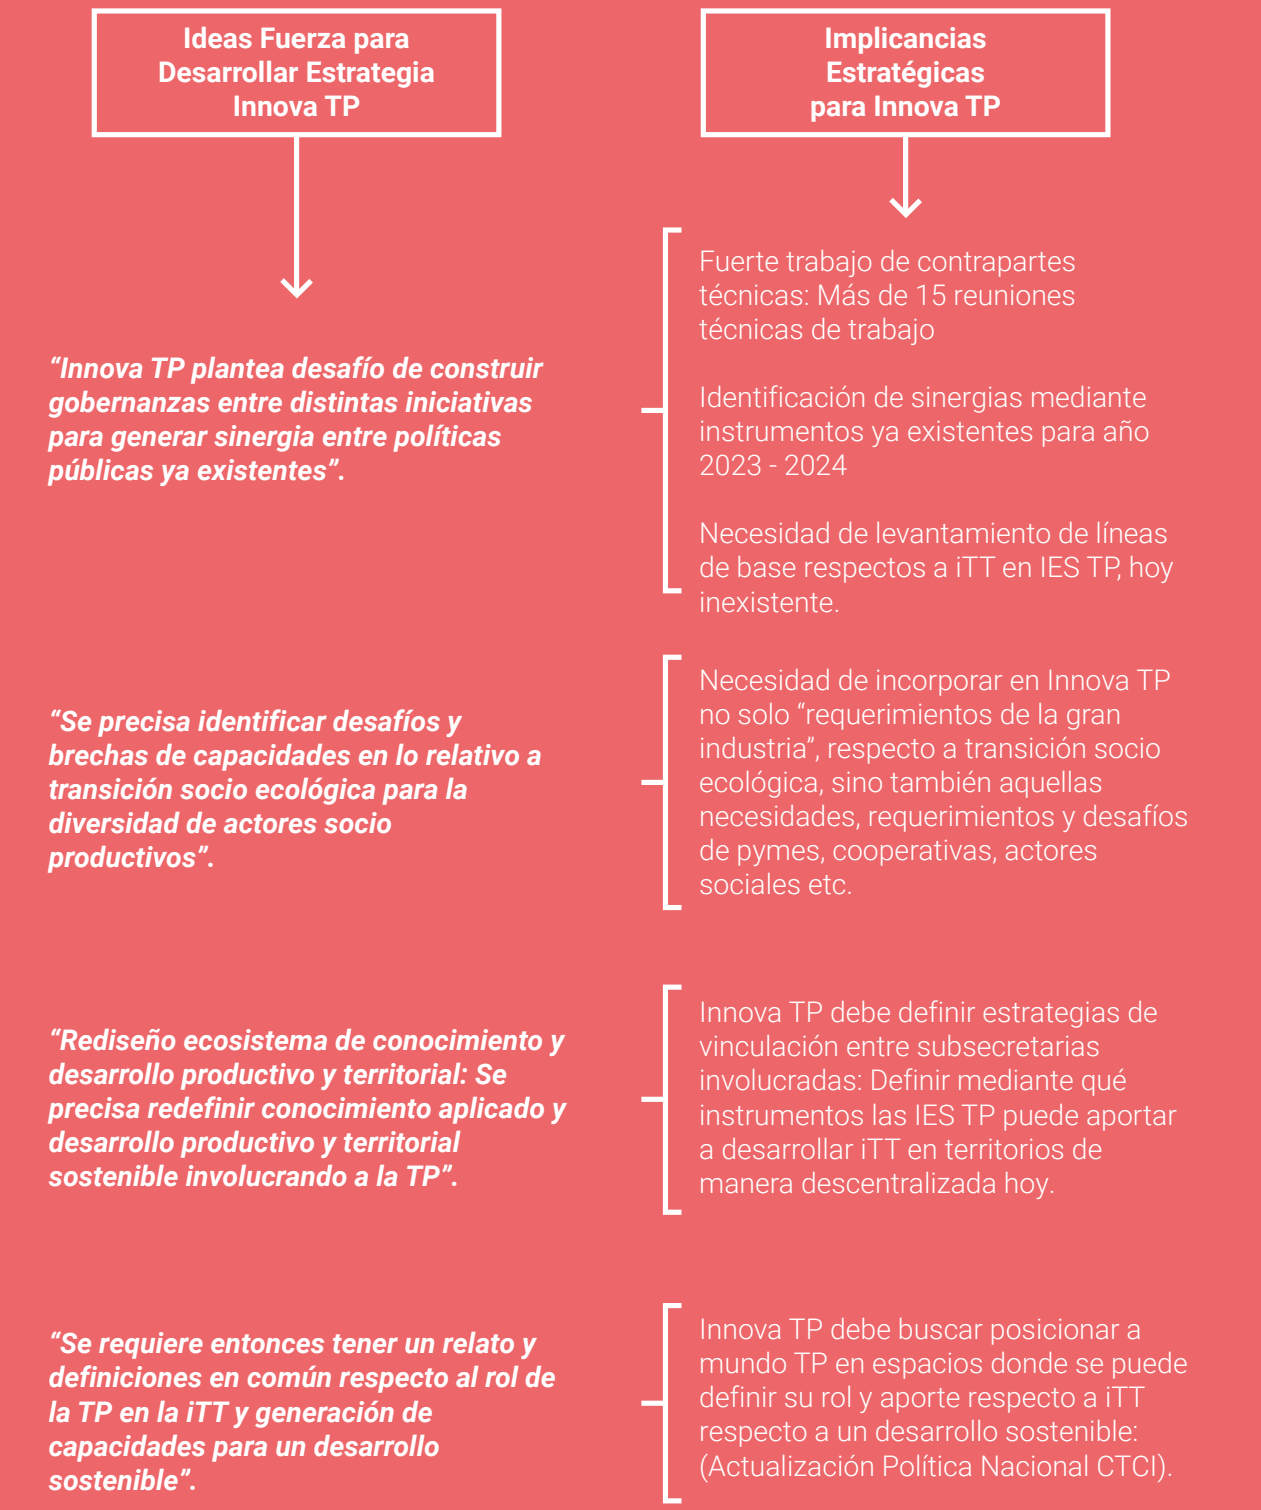 Ideas Fuerza para
Desarrollar Estrategia
Innova TP
Implicancias
Estratégicas
para Innova TP
“Innova TP plantea desafío de construir
gobernanzas entre distintas iniciativas
para generar sinergia entre políticas
públicas ya existentes”.
Fuerte trabajo de contrapartes
técnicas: Más de 15 reuniones
técnicas de trabajo
Identificación de sinergias mediante
instrumentos ya existentes para año
2023 - 2024
Necesidad de levantamiento de líneas
de base respectos a iTT en IES TP, hoy
inexistente.
“Se precisa identificar desafíos y
brechas de capacidades en lo relativo a
transición socio ecológica para la
diversidad de actores socio
productivos”.
Necesidad de incorporar en Innova TP
no solo “requerimientos de la gran
industria”, respecto a transición socio
ecológica, sino también aquellas
necesidades, requerimientos y desafíos
de pymes, cooperativas, actores
sociales etc.
“Rediseño ecosistema de conocimiento y
desarrollo productivo y territorial: Se
precisa redefinir conocimiento aplicado y
desarrollo productivo y territorial
sostenible involucrando a la TP”.
Innova TP debe definir estrategias de
vinculación entre subsecretarias
involucradas: Definir mediante qué
instrumentos las IES TP puede aportar
a desarrollar iTT en territorios de
manera descentralizada hoy.
“Se requiere entonces tener un relato y
definiciones en común respecto al rol de
la TP en la iTT y generación de
capacidades para un desarrollo
sostenible”.
Innova TP debe buscar posicionar a
mundo TP en espacios donde se puede
definir su rol y aporte respecto a iTT
respecto a un desarrollo sostenible:
(Actualización Política Nacional CTCI).